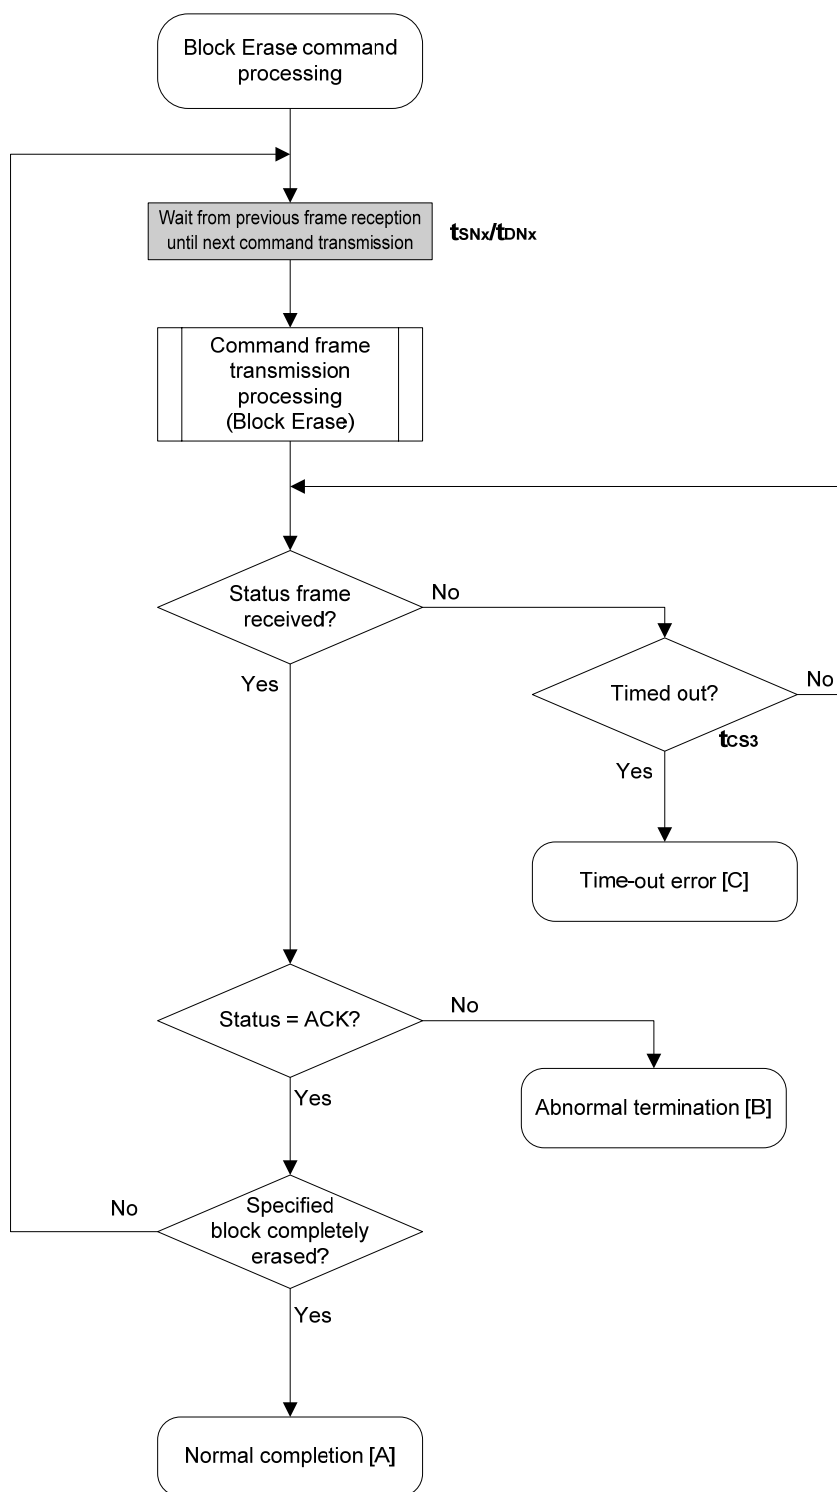 Block Erase command
processing
Wait from previous frame reception
until next command transmission
tSNx/tDNx
Command frame
transmission
processing
(Block Erase)
Status frame
received?
No
Yes
Timed out?
No
tCS3
Yes
Time-out error [C]
Status = ACK?
No
Yes
Abnormal termination [B]
Specified
block completely
erased?
No
Yes
Normal completion [A]